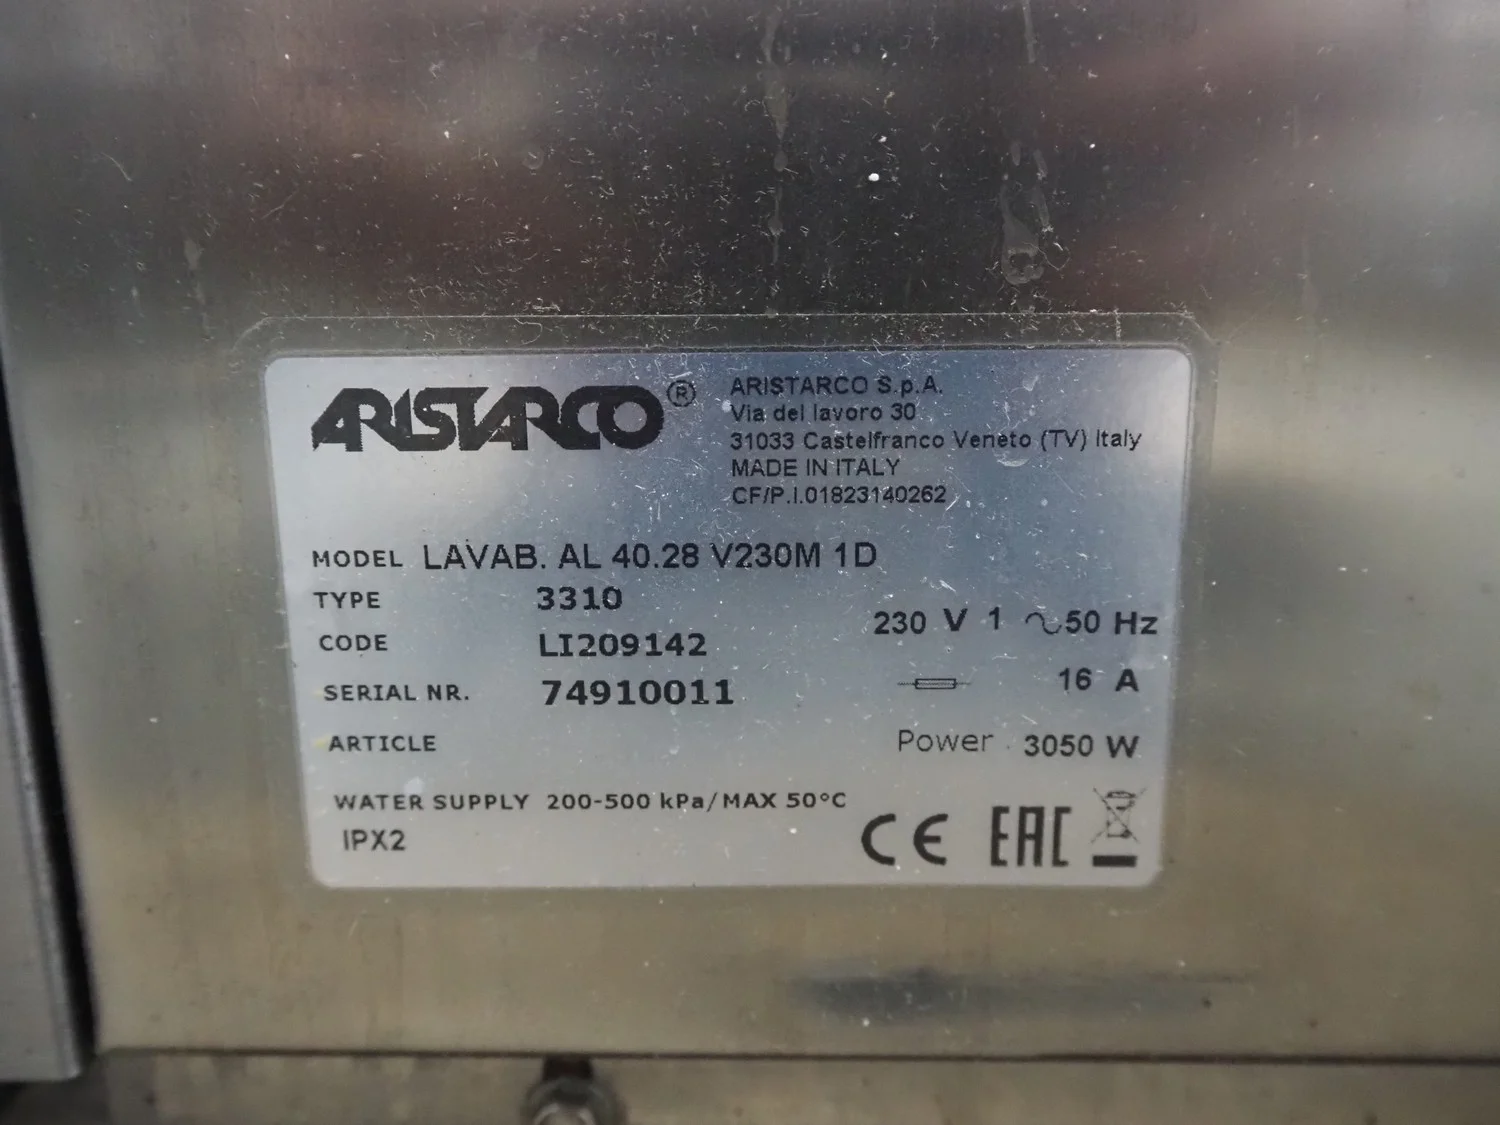 ARISTARCO®
ARISTARCO S.p.A.
Via del lavoro 30
31033 Castelfranco Veneto (TV) Italy
MADE IN ITALY
CF/P.I.01823140262
MODEL LAVAB. AL 40.28 V230M 1D
TYPE 3310
230 V 1 ~ 50 Hz
CODE LI209142
SERIAL NR. 74910011
16 A
ARTICLE
Power 3050 W
WATER SUPPLY 200-500 kPa/MAX 50°C
IPX2
CE EAC